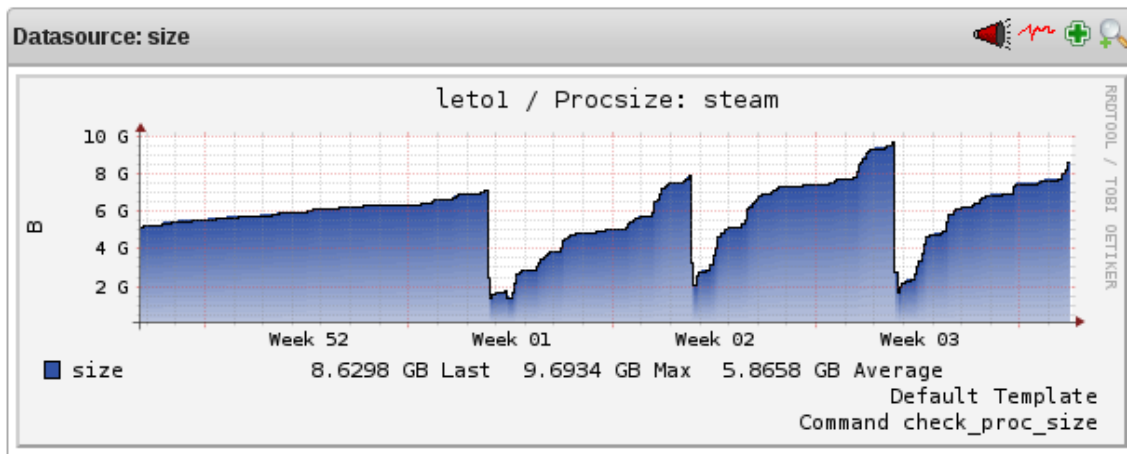 Datasource: size
leto1 / Procsize: steam
RRDTOOL / TOBI OETIKER
B
10 G
8 G
6 G
4 G
2 G
Week 52 Week 01 Week 02 Week 03
size 8.6298 GB Last 9.6934 GB Max 5.8658 GB Average
Default Template
Command check_proc_size